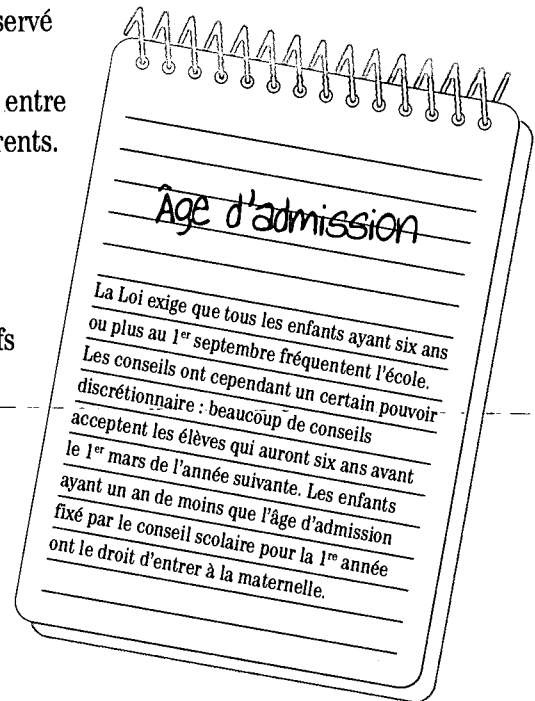 servé
entre
rents.
fs
Âge d'admission
La Loi exige que tous les enfants ayant six ans
ou plus au 1er septembre fréquentent l'école.
Les conseils ont cependant un certain pouvoir
discrétionnaire : beaucoup de conseils
acceptent les élèves qui auront six ans avant
le 1er mars de l'année suivante. Les enfants
ayant un an de moins que l'âge d'admission
fixé par le conseil scolaire pour la 1re année
ont le droit d'entrer à la maternelle.